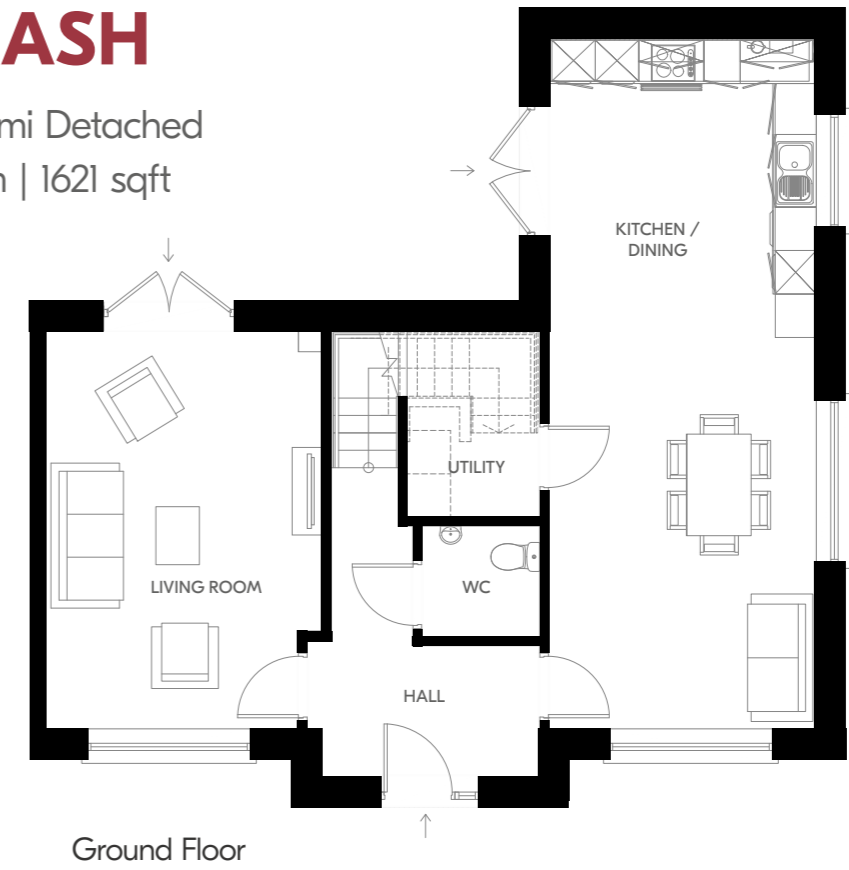 ASH
mi Detached
| 1621 sqft
KITCHEN /
DINING
UTILITY
LIVING ROOM
WC
HALL
Ground Floor